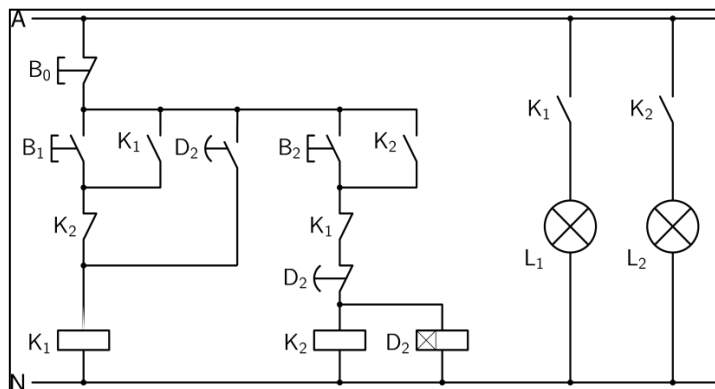 A
B₀
K₁ K₂
B₁ K₁ D₂ B₂ K₂
K₂ K₁
L₁ L₂
D₂
K₁ K₂ D₂
N